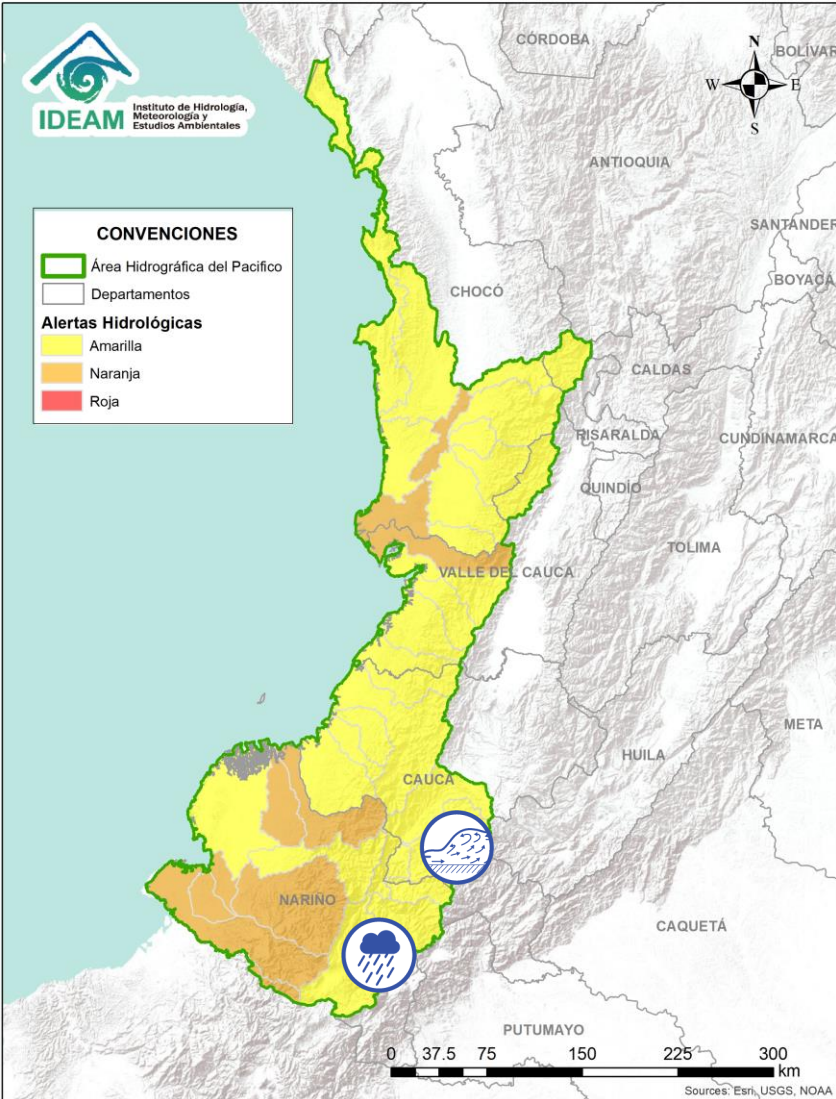 IDEAM
Instituto de Hidrología,
Meteorología y
Estudios Ambientales
N
W
E
S
CÓRDOBA
BOLÍVAR
ANTIOQUIA
SANTANDER
BOYACÁ
CHOCÓ
CONVENCIONES
Área Hidrográfica del Pacifico
Departamentos
Alertas Hidrológicas
Amarilla
Naranja
Roja
CALDAS
RISARALDA
CUNDINAMARCA
QUINDÍO
TOLIMA
VALLE DEL CAUCA
META
HUILA
CAUCA
NARIÑO
CAQUETÁ
PUTUMAYO
0 37.5 75 150 225 300
km
Sources: Esri, USGS, NOAA